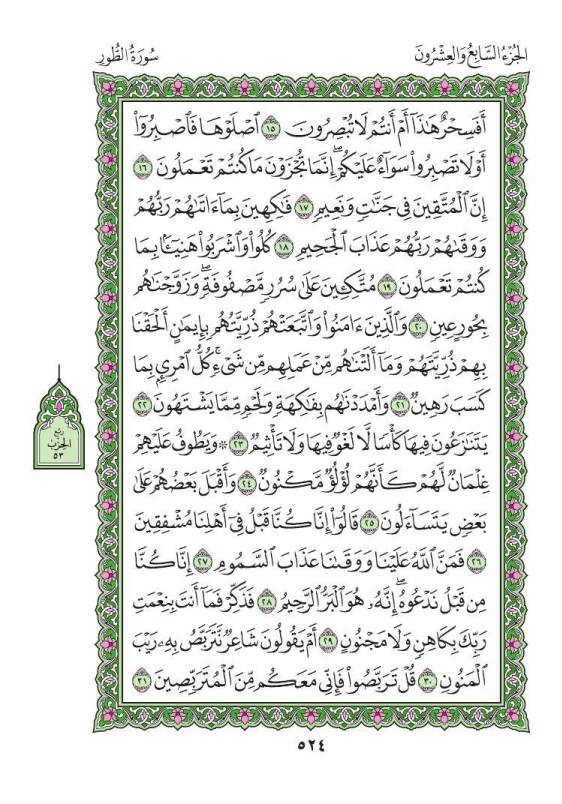 سُورَةُ الطُّورِ
الجُزْءُ السَّابِعُ وَالعِشْرُونَ
أَفَسِحْرٌ هَٰذَآ أَمْ أَنتُمْ لَا تُبْصِرُونَ ١٥ ٱصْلَوْهَا فَٱصْبِرُوٓا۟
أَوْ لَا تَصْبِرُوا۟ سَوَآءٌ عَلَيْكُمْ ۖ إِنَّمَا تُجْزَوْنَ مَا كُنتُمْ تَعْمَلُونَ ١٦
إِنَّ ٱلْمُتَّقِينَ فِى جَنَّٰتٍ وَنَعِيمٍ ١٧ فَٰكِهِينَ بِمَآ ءَاتَىٰهُمْ رَبُّهُمْ
وَوَقَىٰهُمْ رَبُّهُمْ عَذَابَ ٱلْجَحِيمِ ١٨ كُلُوا۟ وَٱشْرَبُوا۟ هَنِيٓـًٔۢا بِمَا
كُنتُمْ تَعْمَلُونَ ١٩ مُتَّكِـِٔينَ عَلَىٰ سُرُرٍ مَّصْفُوفَةٍ ۖ وَزَوَّجْنَٰهُم
بِحُورٍ عِينٍ ٢٠ وَٱلَّذِينَ ءَامَنُوا۟ وَٱتَّبَعَتْهُمْ ذُرِّيَّتُهُم بِإِيمَٰنٍ أَلْحَقْنَا
بِهِمْ ذُرِّيَّتَهُمْ وَمَآ أَلَتْنَٰهُم مِّنْ عَمَلِهِم مِّن شَىْءٍ ۚ كُلُّ ٱمْرِئٍۭ بِمَا
كَسَبَ رَهِينٌ ٢١ وَأَمْدَدْنَٰهُم بِفَٰكِهَةٍ وَلَحْمٍ مِّمَّا يَشْتَهُونَ ٢٢
يَتَنَٰزَعُونَ فِيهَا كَأْسًا لَّا لَغْوٌ فِيهَا وَلَا تَأْثِيمٌ ٢٣ ۞ وَيَطُوفُ عَلَيْهِمْ
غِلْمَانٌ لَّهُمْ كَأَنَّهُمْ لُؤْلُؤٌ مَّكْنُونٌ ٢٤ وَأَقْبَلَ بَعْضُهُمْ عَلَىٰ
بَعْضٍ يَتَسَآءَلُونَ ٢٥ قَالُوٓا۟ إِنَّا كُنَّا قَبْلُ فِىٓ أَهْلِنَا مُشْفِقِينَ
٢٦ فَمَنَّ ٱللَّهُ عَلَيْنَا وَوَقَىٰنَا عَذَابَ ٱلسَّمُومِ ٢٧ إِنَّا كُنَّا
مِن قَبْلُ نَدْعُوهُ ۖ إِنَّهُۥ هُوَ ٱلْبَرُّ ٱلرَّحِيمُ ٢٨ فَذَكِّرْ فَمَآ أَنتَ بِنِعْمَتِ
رَبِّكَ بِكَاهِنٍ وَلَا مَجْنُونٍ ٢٩ أَمْ يَقُولُونَ شَاعِرٌ نَّتَرَبَّصُ بِهِۦ رَيْبَ
ٱلْمَنُونِ ٣٠ قُلْ تَرَبَّصُوا۟ فَإِنِّى مَعَكُم مِّنَ ٱلْمُتَرَبِّصِينَ ٣١
ربع
الحزب
٥٣
٥٢٤